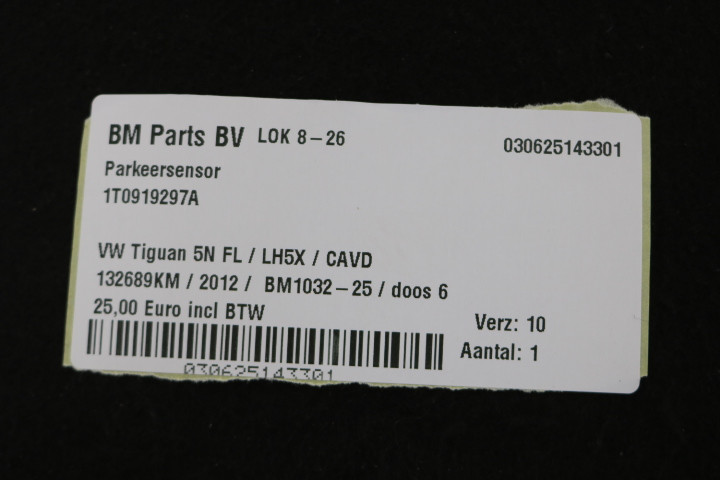 BM Parts BV LOK 8-26 030625143301
Parkeersensor
1T0919297A
VW Tiguan 5N FL / LH5X / CAVD
132689KM / 2012 / BM1032-25 / doos 6
25,00 Euro incl BTW
Verz: 10
Aantal: 1
030625143301